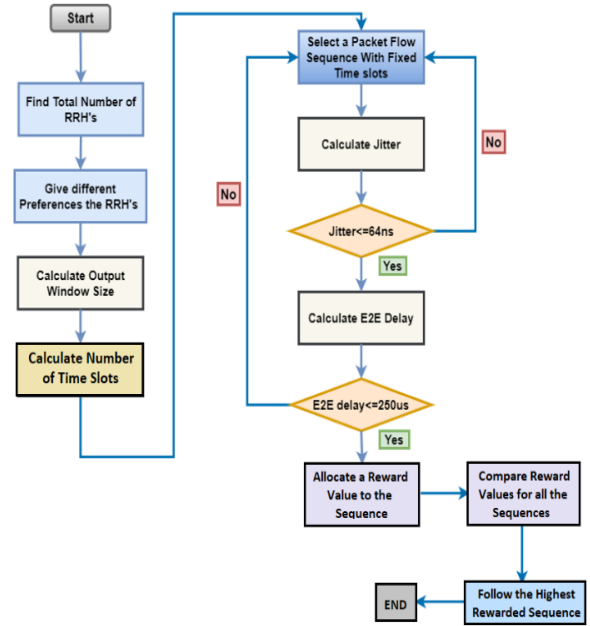 Start
Find Total Number of
RRH's
Give different
Preferences the RRH's
Calculate Output
Window Size
Calculate Number
of Time Slots
Select a Packet Flow
Sequence With Fixed
Time slots
Calculate Jitter
No
No
Jitter<=64ns
Yes
Calculate E2E Delay
E2E delay<=250us
Yes
Allocate a Reward
Value to the
Sequence
Compare Reward
Values for all the
Sequences
Follow the Highest
Rewarded Sequence
END